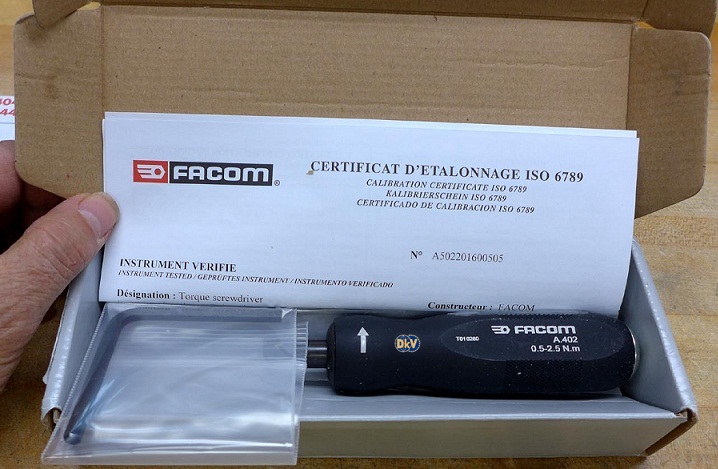 404
44
FACOM®
CERTIFICAT D'ETALONNAGE ISO 6789
CALIBRATION CERTIFICATE ISO 6789
KALIBRIERSCHEIN ISO 6789
CERTIFICADO DE CALIBRACION ISO 6789
N° A502201600505
INSTRUMENT VERIFIE
INSTRUMENT TESTED / GEPRÜFTES INSTRUMENT / INSTRUMENTO VERIFICADO
Désignation : Torque screwdriver
Constructeur : FACOM
DkV
FACOM
A.402
0.5-2.5 N.m